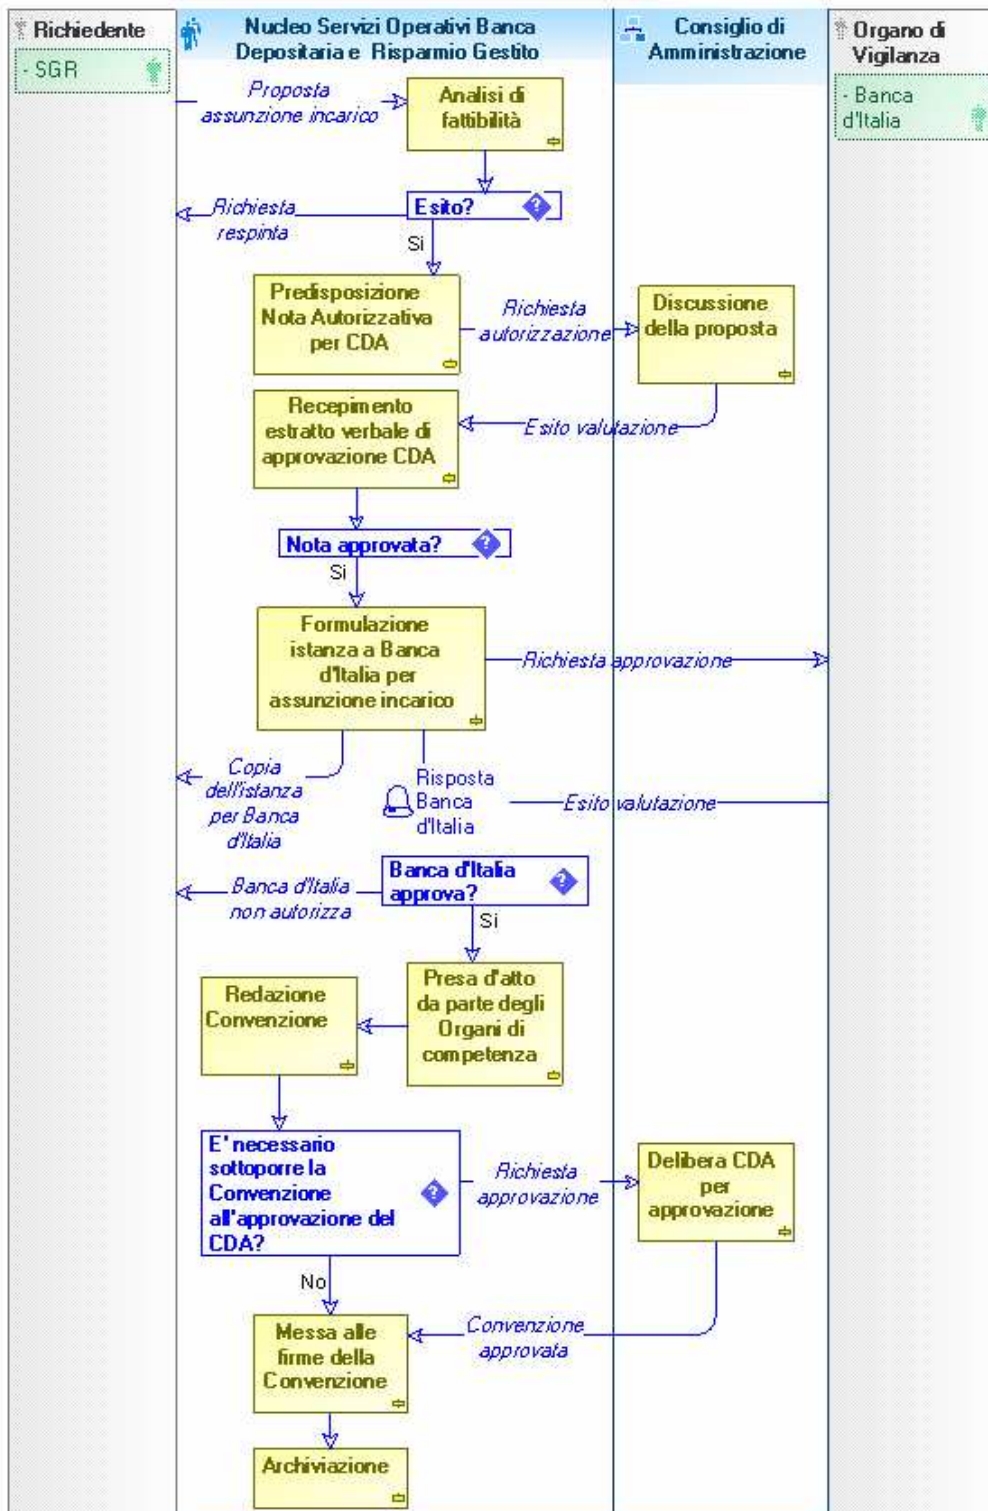 Richiedente
- SGR
Nucleo Servizi Operativi Banca
Depositaria e Risparmio Gestito
Consiglio di
Amministrazione
Organo di
Vigilanza
- Banca
d'Italia
Proposta
assunzione incarico
Analisi di
fattibilità
Esito?
Richiesta
respinta
Si
Predisposizione
Nota Autorizzativa
per CDA
Richiesta
autorizzazione
Discussione
della proposta
Recepimento
estratto verbale di
approvazione CDA
Esito valutazione
Nota approvata?
Si
Formulazione
istanza a Banca
d'Italia per
assunzione incarico
Richiesta approvazione
Copia
dell'istanza
per Banca
d'Italia
Risposta
Banca
d'Italia
Esito valutazione
Banca d'Italia
approva?
Banca d'Italia
non autorizza
Si
Presa d'atto
da parte degli
Organi di
competenza
Redazione
Convenzione
E' necessario
sottoporre la
Convenzione
all'approvazione del
CDA?
Richiesta
approvazione
Delibera CDA
per
approvazione
No
Messa alle
firme della
Convenzione
Convenzione
approvata
Archiviazione